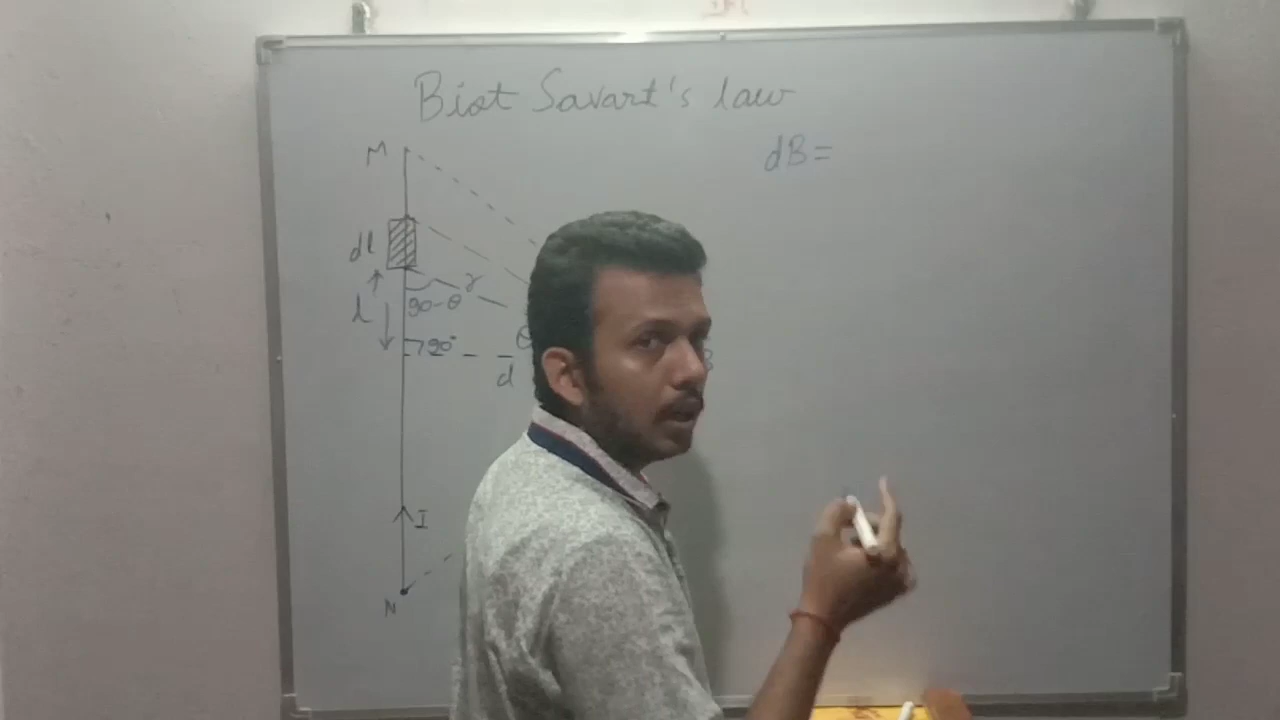 Biot Savart's law
dB=
M
dl
r
90-θ
l
θ
90°
d
I
N